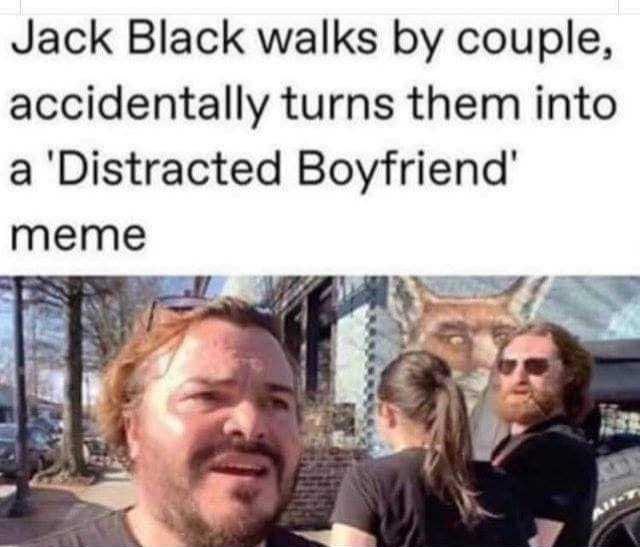 Jack Black walks by couple,
accidentally turns them into
a 'Distracted Boyfriend'
meme